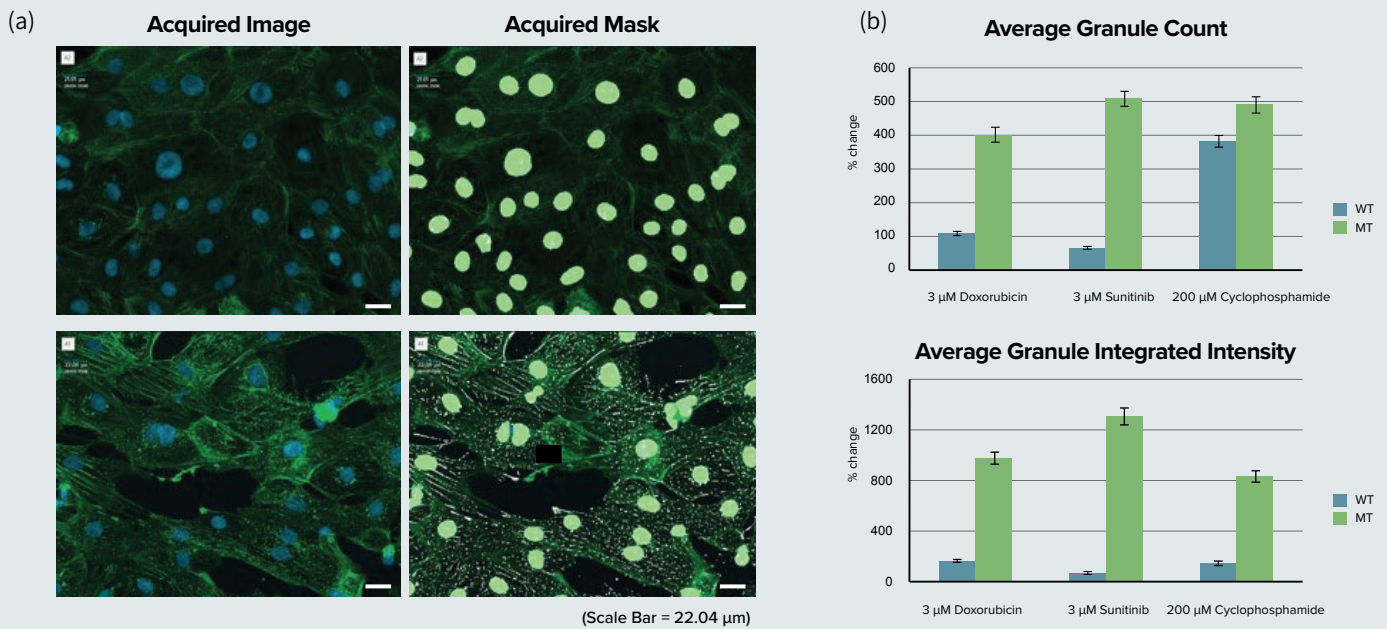 (a)
Acquired Image
Acquired Mask
(Scale Bar = 22.04 µm)
(b)
Average Granule Count
% change
600
500
400
300
200
100
0
3 µM Doxorubicin
3 µM Sunitinib
200 µM Cyclophosphamide
WT
MT
Average Granule Integrated Intensity
% change
1600
1200
800
400
0
3 µM Doxorubicin
3 µM Sunitinib
200 µM Cyclophosphamide
WT
MT